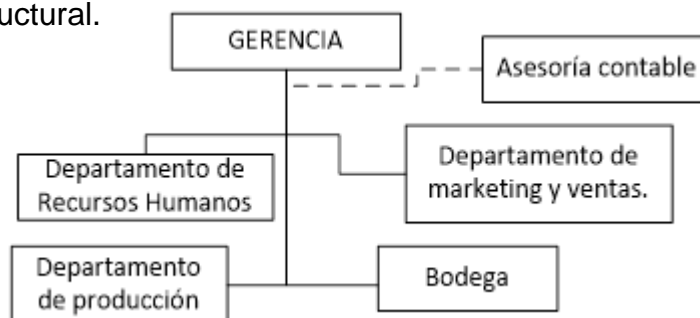 uctural.
GERENCIA
Asesoría contable
Departamento de
Recursos Humanos
Departamento de
marketing y ventas.
Departamento
de producción
Bodega